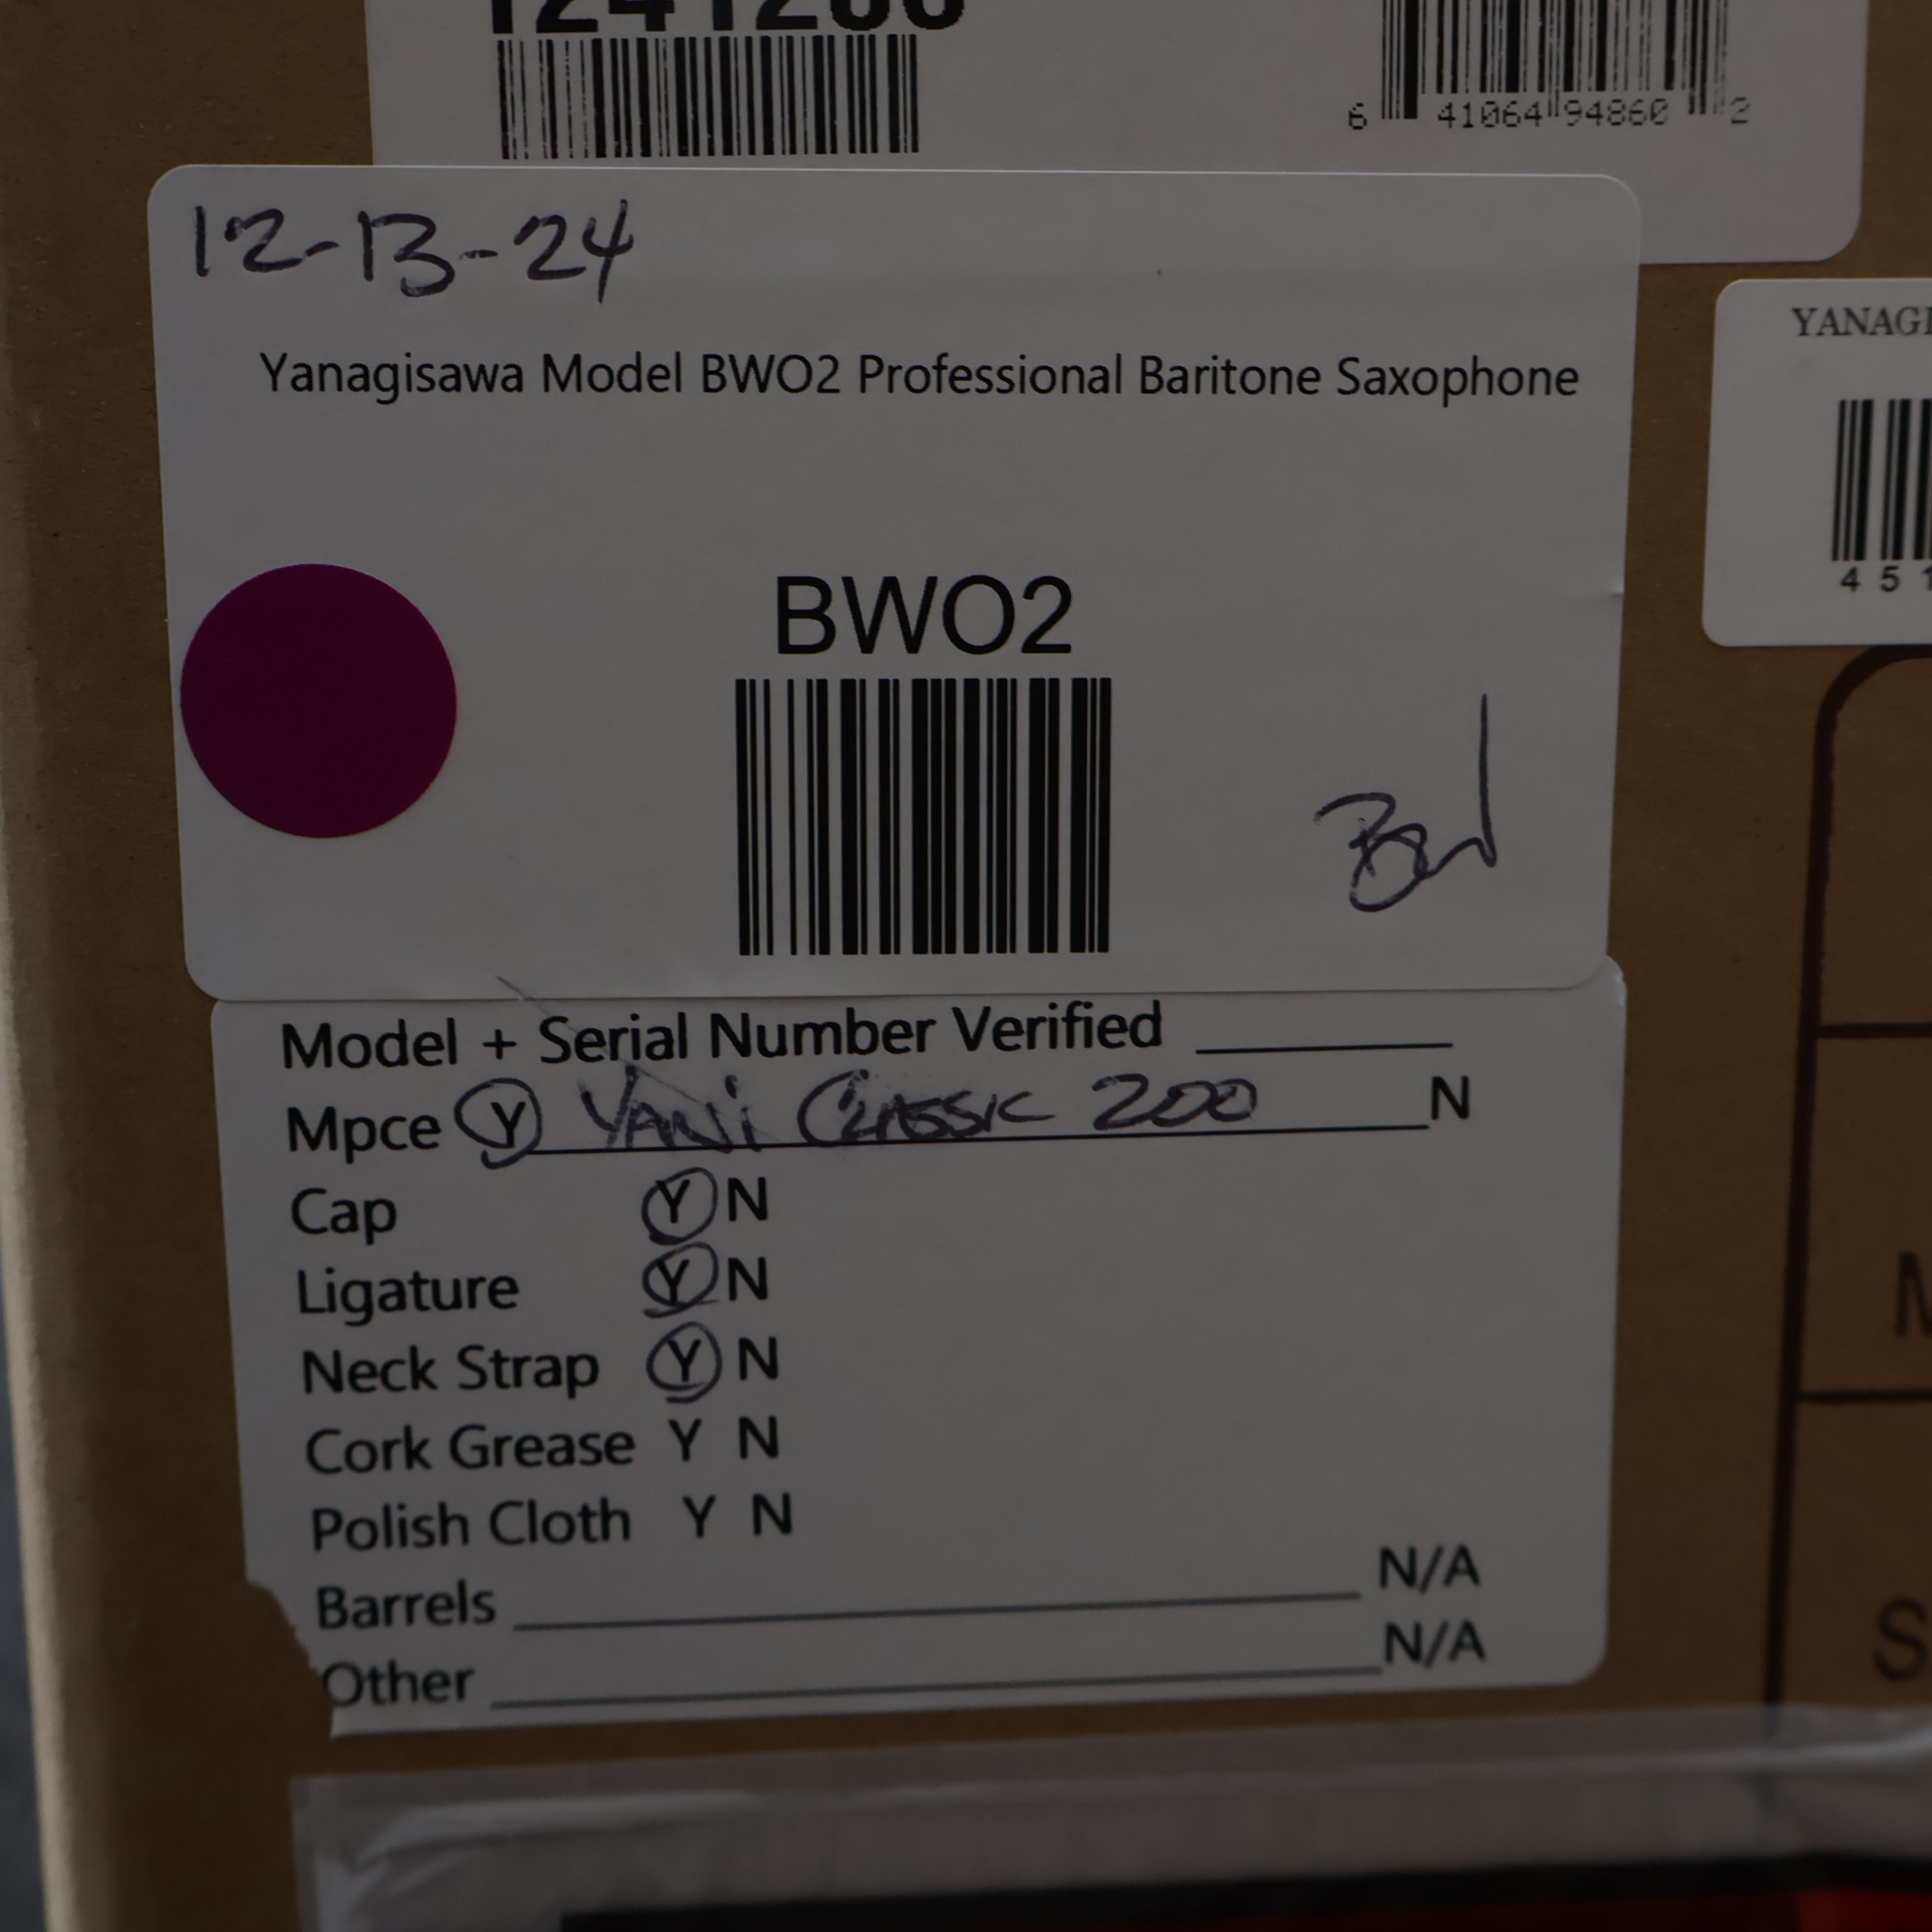 6 41064 94860 2
12-13-24
YANAGI
Yanagisawa Model BWO2 Professional Baritone Saxophone
4 5 1
BWO2
Model + Serial Number Verified
Mpce Y YANi CLASSIC 200 N
Cap Y N
Ligature Y N
Neck Strap Y N
Cork Grease Y N
Polish Cloth Y N
Barrels N/A
Other N/A
M
S